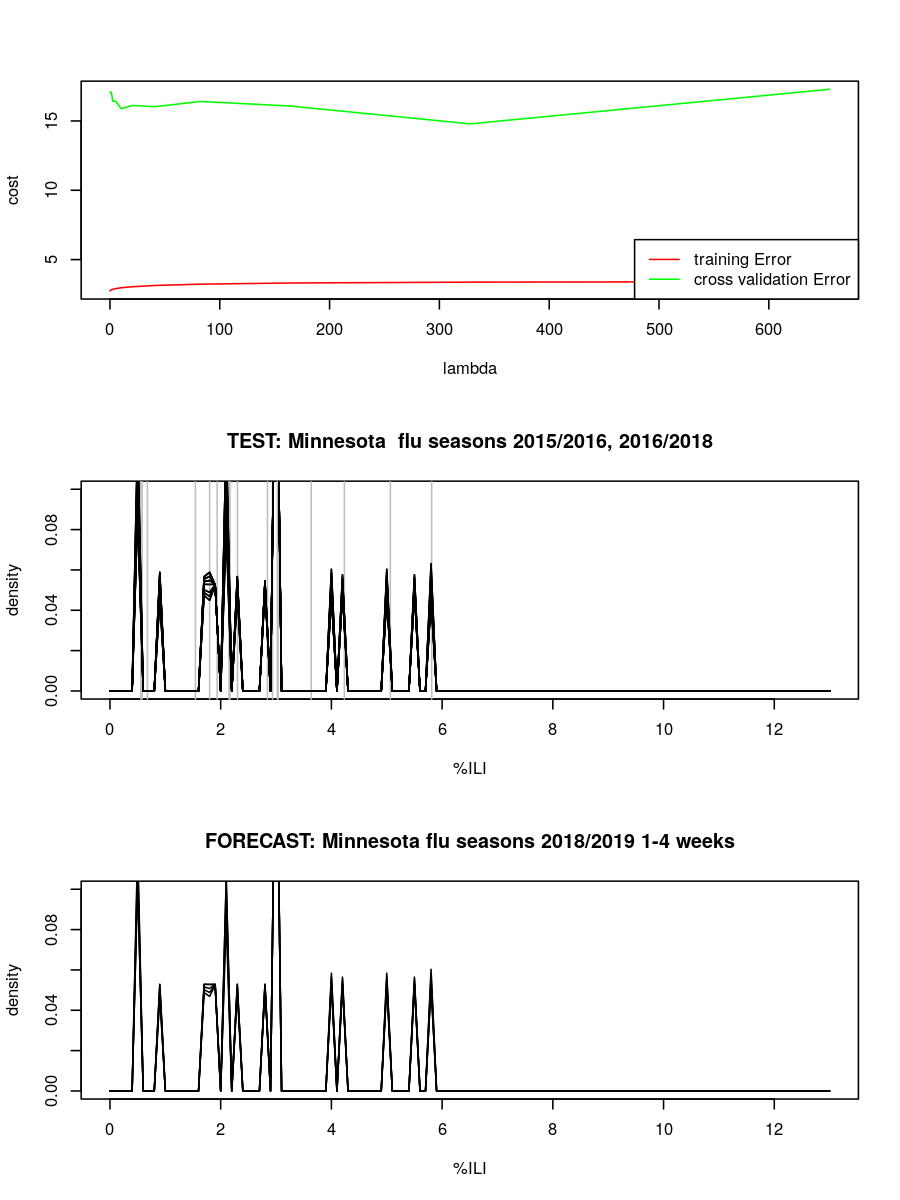 15
10
5
cost
training Error
cross validation Error
0 100 200 300 400 500 600
lambda
TEST: Minnesota  flu seasons 2015/2016, 2016/2018
0.08
0.04
0.00
density
0 2 4 6 8 10 12
%ILI
FORECAST: Minnesota flu seasons 2018/2019 1-4 weeks
0.08
0.04
0.00
density
0 2 4 6 8 10 12
%ILI